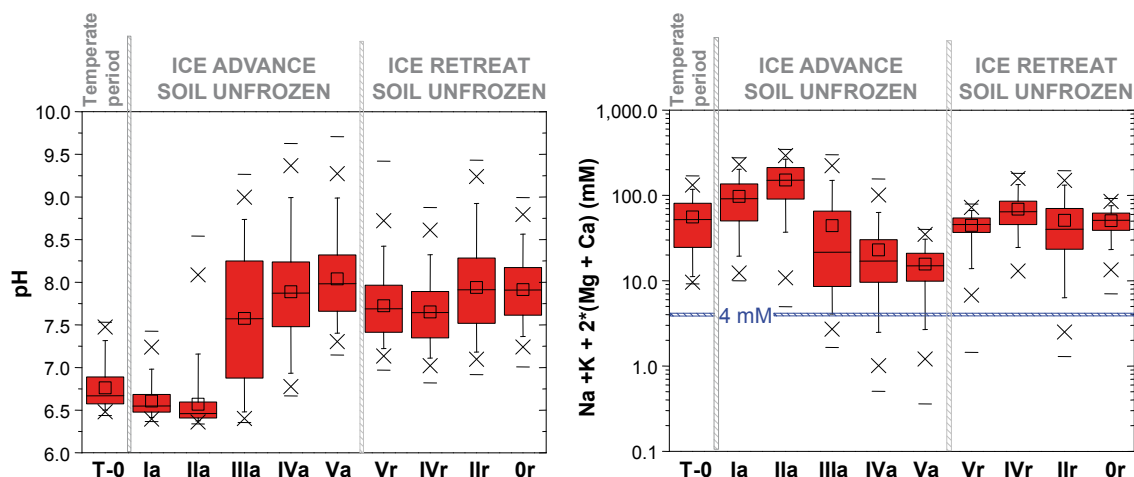 Temperate
period
ICE ADVANCE
SOIL UNFROZEN
ICE RETREAT
SOIL UNFROZEN
10.0
9.5
9.0
8.5
8.0
7.5
7.0
6.5
6.0
pH
T-0 Ia IIa IIIa IVa Va Vr IVr IIr 0r
Temperate
period
ICE ADVANCE
SOIL UNFROZEN
ICE RETREAT
SOIL UNFROZEN
1,000.0
100.0
10.0
1.0
0.1
Na +K + 2*(Mg + Ca) (mM)
4 mM
T-0 Ia IIa IIIa IVa Va Vr IVr IIr 0r